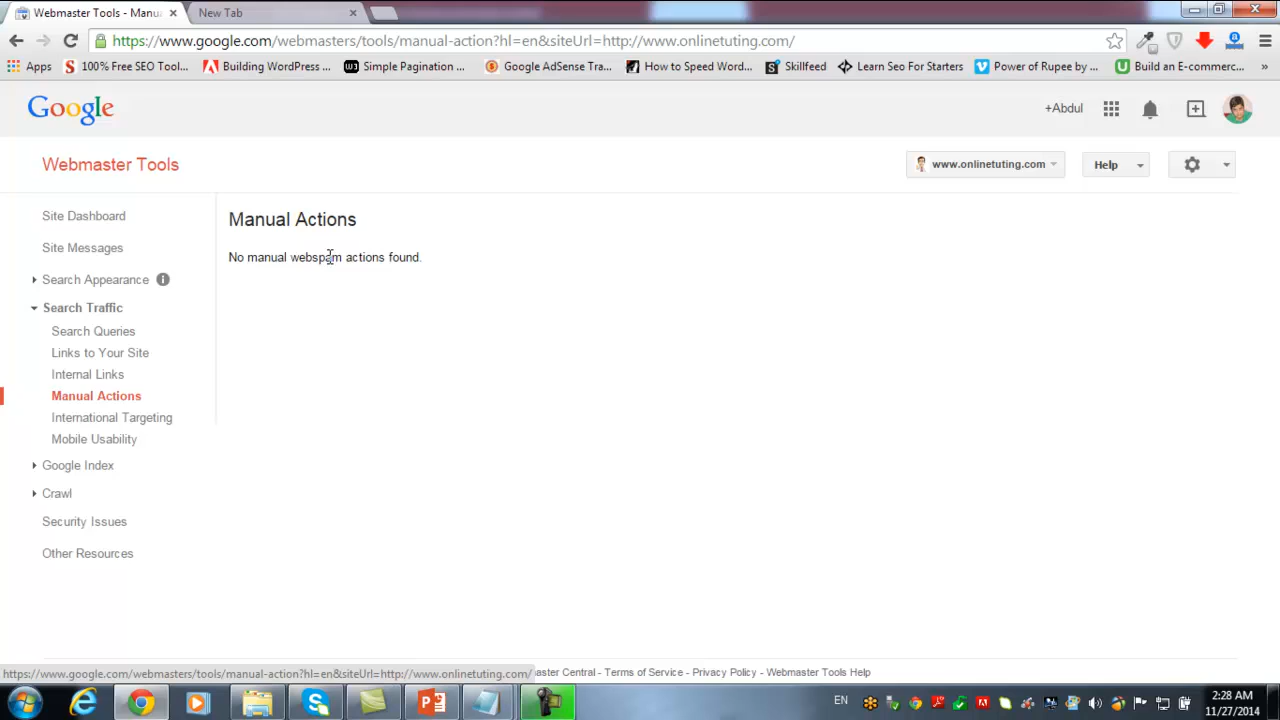 Webmaster Tools - Manu
New Tab
https://www.google.com/webmasters/tools/manual-action?hl=en&siteUrl=http://www.onlinetuting.com/
Apps 100% Free SEO Tool... Building WordPress ... Simple Pagination ... Google AdSense Tra... How to Speed Word... Skillfeed Learn Seo For Starters Power of Rupee by ... Build an E-commerc... »
Google
+Abdul
Webmaster Tools
www.onlinetuting.com
Help
Site Dashboard
Site Messages
Search Appearance
Search Traffic
Search Queries
Links to Your Site
Internal Links
Manual Actions
International Targeting
Mobile Usability
Google Index
Crawl
Security Issues
Other Resources
Manual Actions
No manual webspam actions found.
https://www.google.com/webmasters/tools/manual-action?hl=en&siteUrl=http://www.onlinetuting.com/
Central - Terms of Service - Privacy Policy - Webmaster Tools Help
EN
2:28 AM
11/27/2014